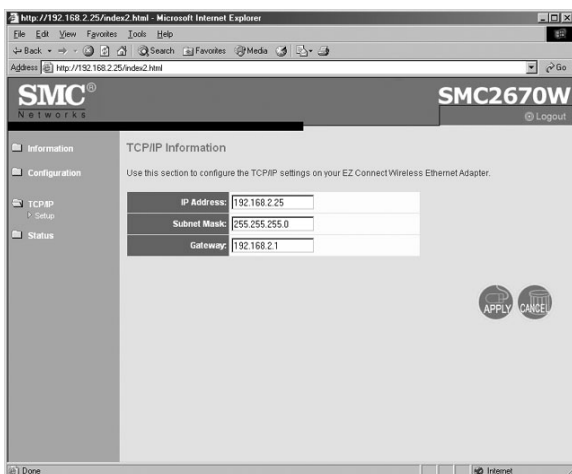 http://192.168.2.25/index2.html - Microsoft Internet Explorer
File Edit View Favorites Tools Help
Back Search Favorites Media
Address http://192.168.2.25/index2.html Go
SMC®
Networks
SMC2670W
Logout
Information
Configuration
TCP/IP
Setup
Status
TCP/IP Information
Use this section to configure the TCP/IP settings on your EZ Connect Wireless Ethernet Adapter.
IP Address: 192.168.2.25
Subnet Mask: 255.255.255.0
Gateway: 192.168.2.1
APPLY CANCEL
Done Internet